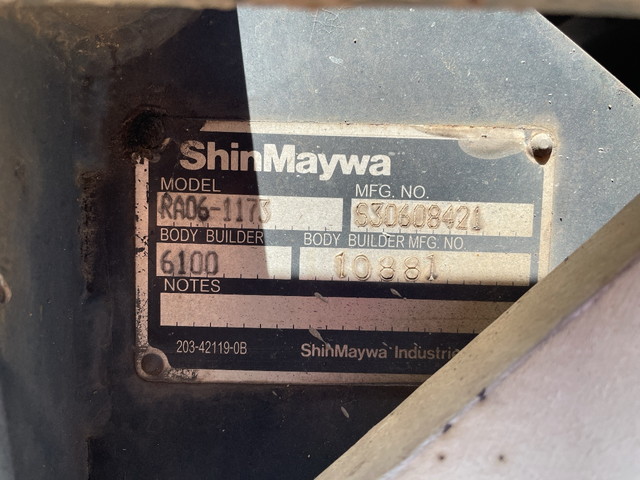 ShinMaywa
MODEL MFG. NO.
RA06-1173 S30608421
BODY BUILDER BODY BUILDER MFG. NO.
6100 10881
NOTES
203-42119-0B ShinMaywa